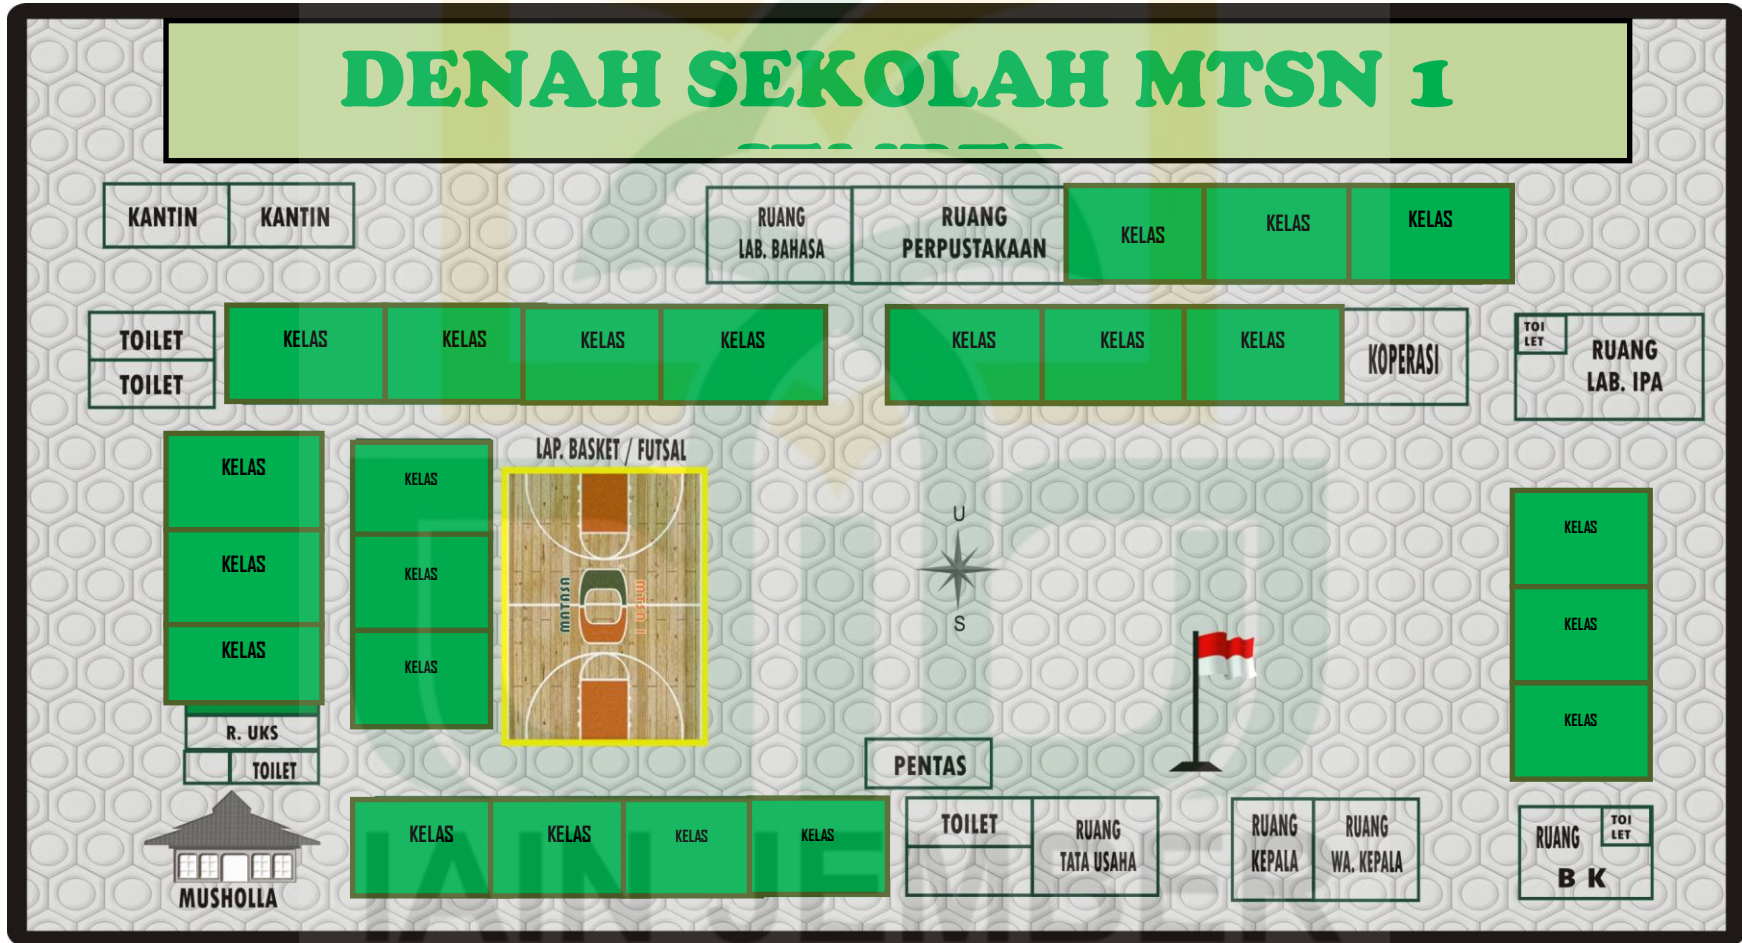 DENAH SEKOLAH MTSN 1
KANTIN
KANTIN
RUANG
LAB. BAHASA
RUANG
PERPUSTAKAAN
KELAS
KELAS
KELAS
TOILET
TOILET
KELAS
KELAS
KELAS
KELAS
KELAS
KELAS
KELAS
KOPERASI
TOI
LET
RUANG
LAB. IPA
KELAS
KELAS
KELAS
KELAS
KELAS
KELAS
LAP. BASKET / FUTSAL
MATASA
U
S
KELAS
KELAS
KELAS
R. UKS
TOILET
MUSHOLLA
PENTAS
KELAS
KELAS
KELAS
KELAS
TOILET
RUANG
TATA USAHA
RUANG
KEPALA
RUANG
WA. KEPALA
RUANG
B K
TOI
LET
IAIN JEMBER